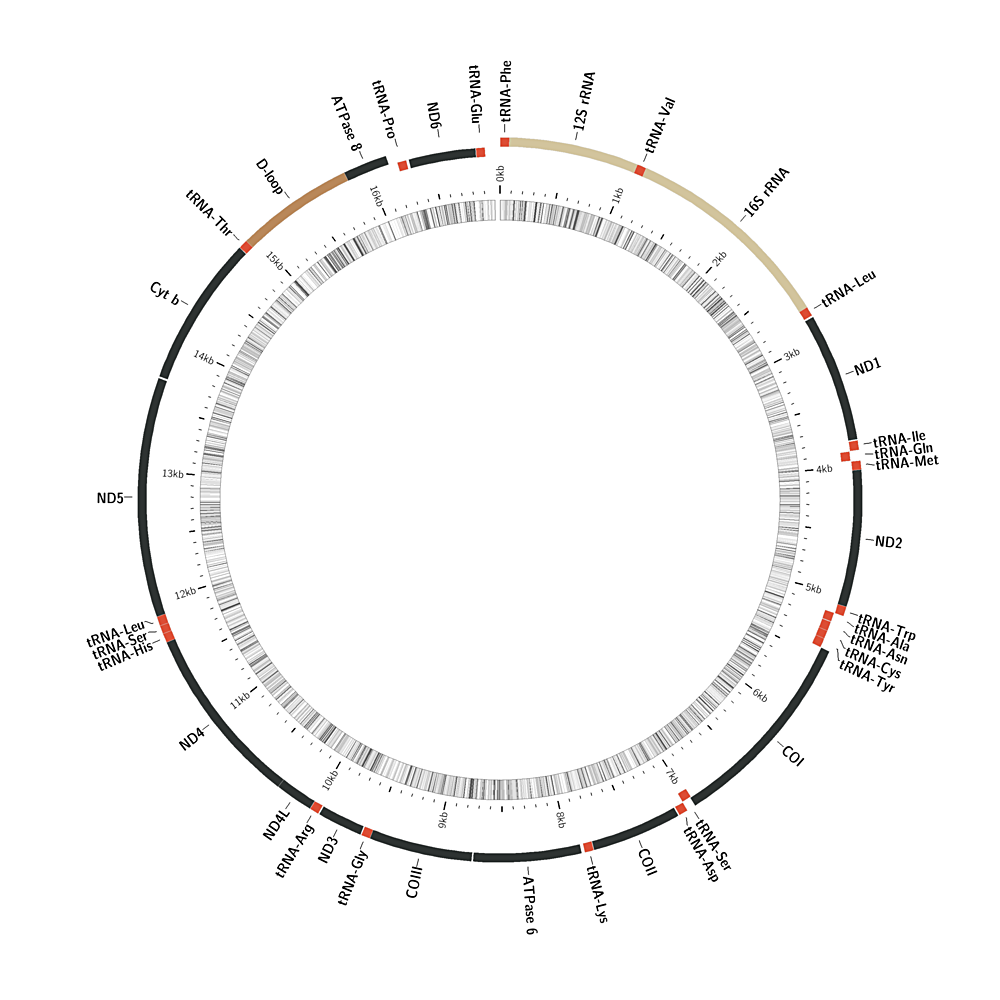 tRNA-Phe
12S rRNA
tRNA-Val
16S rRNA
tRNA-Leu
ND1
tRNA-Ile
tRNA-Gln
tRNA-Met
ND2
tRNA-Trp
tRNA-Ala
tRNA-Asn
tRNA-Cys
tRNA-Tyr
COI
tRNA-Ser
tRNA-Asp
COII
tRNA-Lys
ATPase 6
COIII
tRNA-Gly
ND3
tRNA-Arg
ND4L
ND4
tRNA-His
tRNA-Ser
tRNA-Leu
ND5
Cyt b
tRNA-Thr
D-loop
ATPase 8
tRNA-Pro
ND6
tRNA-Glu
0kb
1kb
2kb
3kb
4kb
5kb
6kb
7kb
8kb
9kb
10kb
11kb
12kb
13kb
14kb
15kb
16kb